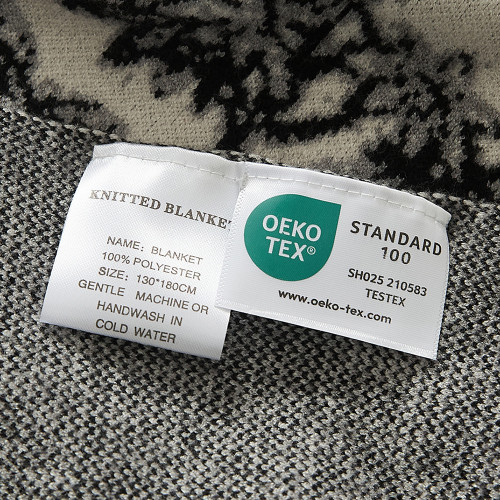 KNITTED BLANKET
NAME: BLANKET
100% POLYESTER
SIZE: 130*180CM
GENTLE MACHINE OR
HANDWASH IN
COLD WATER
OEKO
TEX®
STANDARD
100
SH025 210583
TESTEX
www.oeko-tex.com